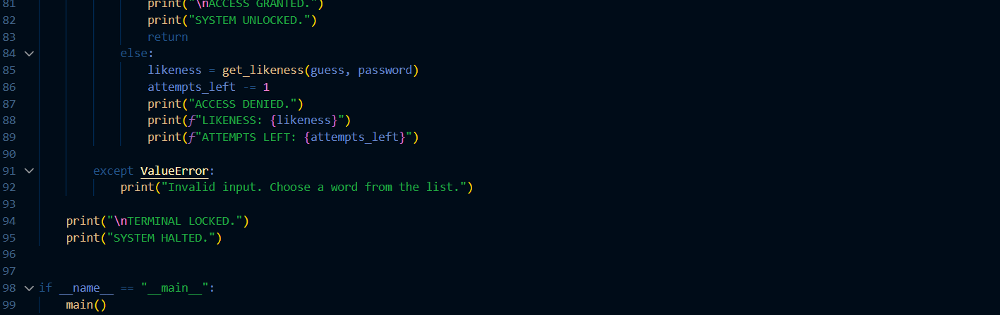 81 print("\nACCESS GRANTED.")
82 print("SYSTEM UNLOCKED.")
83 return
84 else:
85 likeness = get_likeness(guess, password)
86 attempts_left -= 1
87 print("ACCESS DENIED.")
88 print(f"LIKENESS: {likeness}")
89 print(f"ATTEMPTS LEFT: {attempts_left}")
90
91 except ValueError:
92 print("Invalid input. Choose a word from the list.")
93
94 print("\nTERMINAL LOCKED.")
95 print("SYSTEM HALTED.")
96
97
98 if __name__ == "__main__":
99 main()